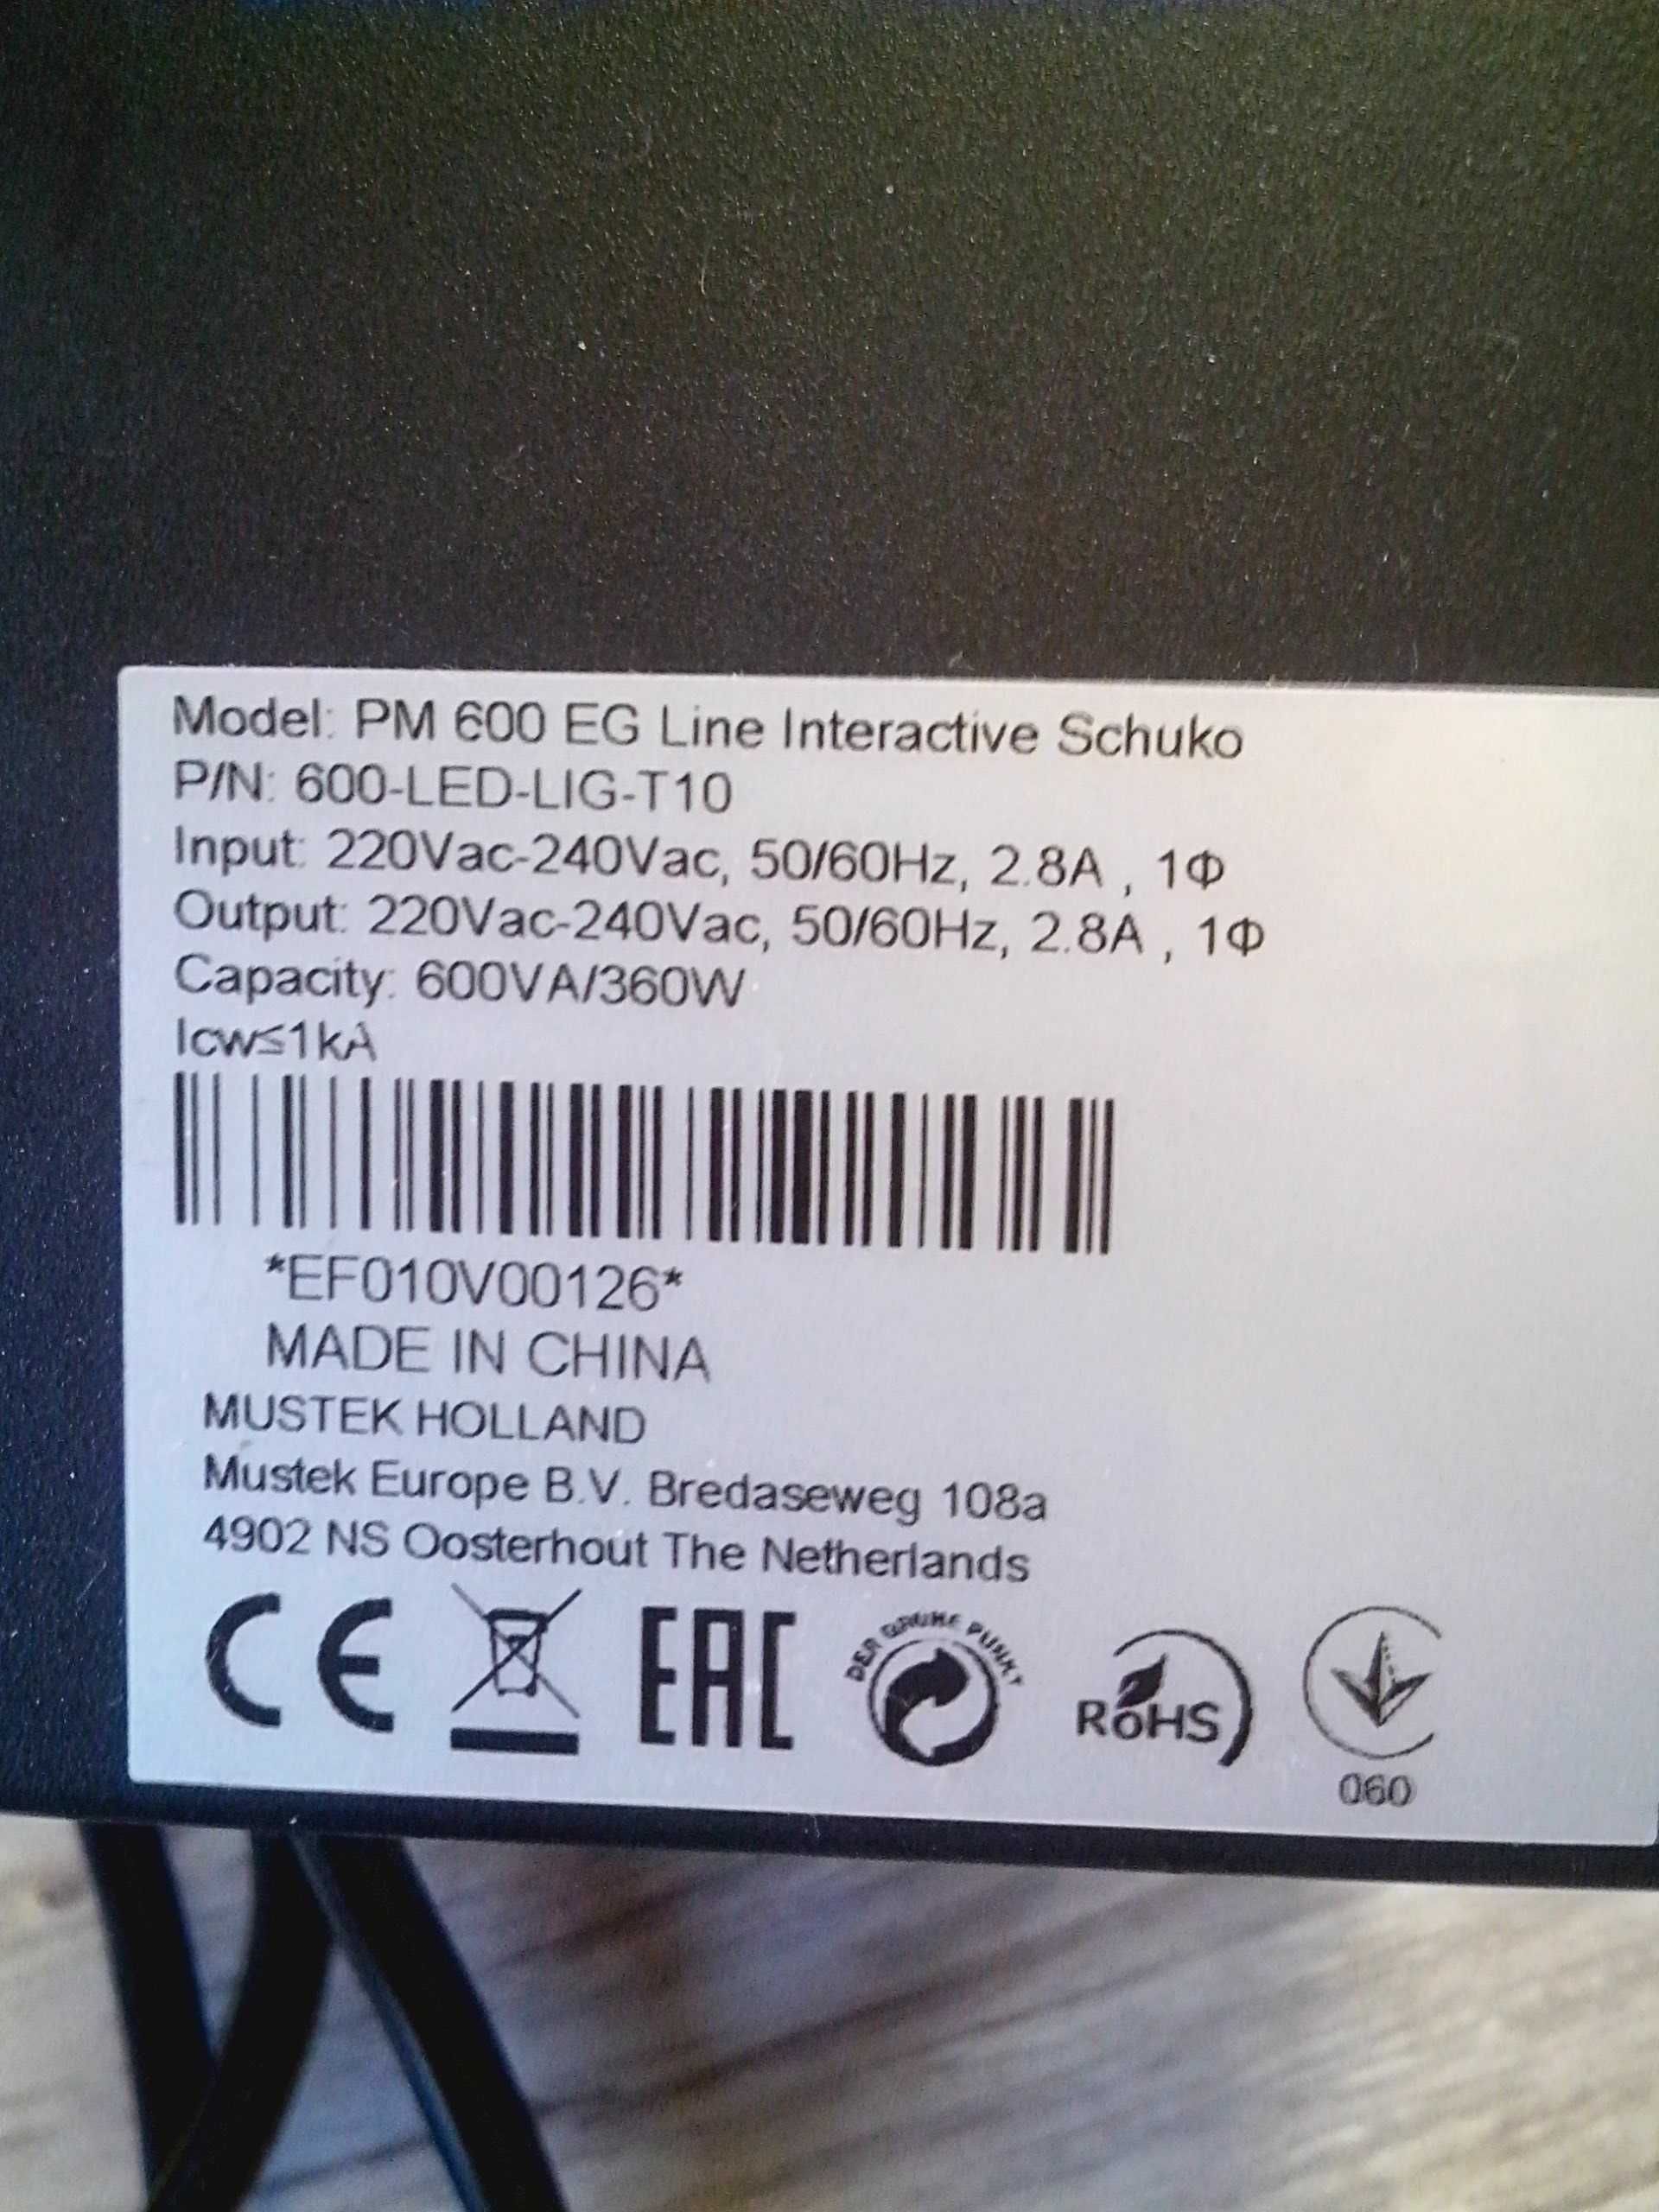 Model: PM 600 EG Line Interactive Schuko
P/N: 600-LED-LIG-T10
Input: 220Vac-240Vac, 50/60Hz, 2.8A , 1Φ
Output: 220Vac-240Vac, 50/60Hz, 2.8A , 1Φ
Capacity: 600VA/360W
Icw≤1kA
*EF010V00126*
MADE IN CHINA
MUSTEK HOLLAND
Mustek Europe B.V. Bredaseweg 108a
4902 NS Oosterhout The Netherlands
CE EAC DER GRÜNE PUNKT RoHS
060